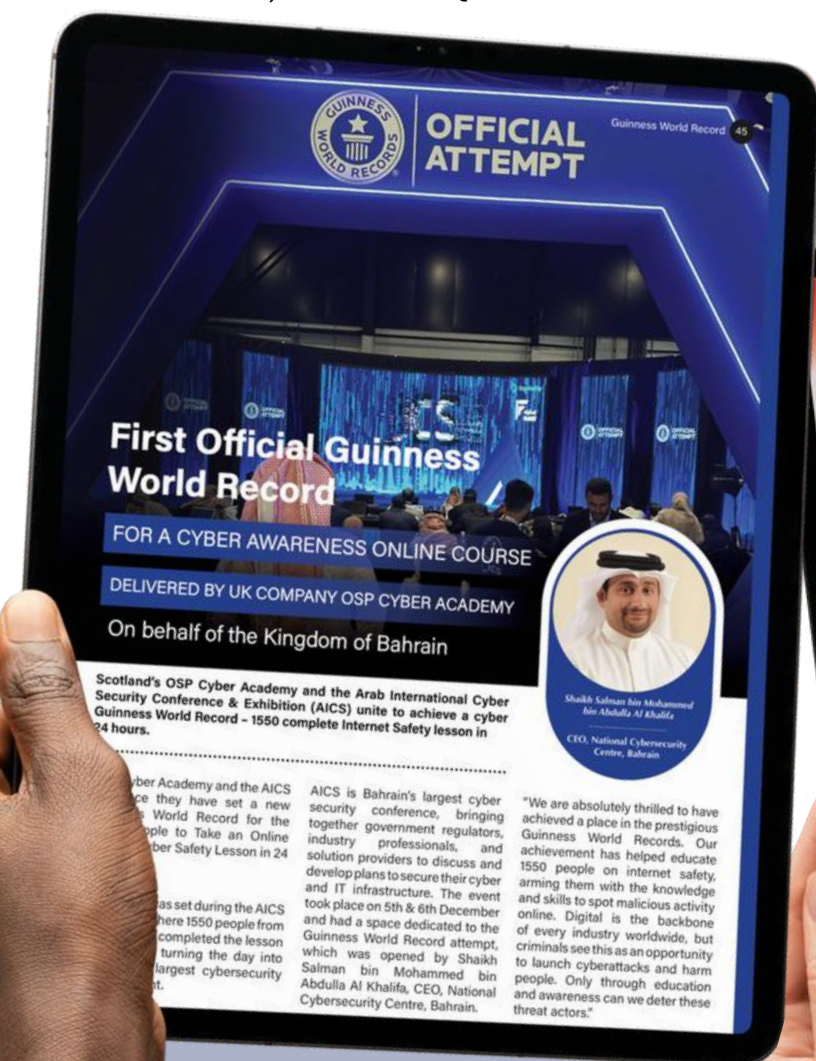 GUINNESS WORLD RECORDS
OFFICIAL
ATTEMPT
Guinness World Record 45
OFFICIAL ATTEMPT
OFFICIAL ATTEMPT
First Official Guinness
World Record
FOR A CYBER AWARENESS ONLINE COURSE
DELIVERED BY UK COMPANY OSP CYBER ACADEMY
On behalf of the Kingdom of Bahrain
Shaikh Salman bin Mohammed
bin Abdulla Al Khalifa
CEO, National Cybersecurity
Centre, Bahrain
Scotland's OSP Cyber Academy and the Arab International Cyber
Security Conference & Exhibition (AICS) unite to achieve a cyber
Guinness World Record – 1550 complete Internet Safety lesson in
24 hours.
yber Academy and the AICS
ce they have set a new
s World Record for the
ople to Take an Online
ber Safety Lesson in 24
as set during the AICS
here 1550 people from
completed the lesson
turning the day into
largest cybersecurity
t.
AICS is Bahrain's largest cyber
security conference, bringing
together government regulators,
industry professionals, and
solution providers to discuss and
develop plans to secure their cyber
and IT infrastructure. The event
took place on 5th & 6th December
and had a space dedicated to the
Guinness World Record attempt,
which was opened by Shaikh
Salman bin Mohammed bin
Abdulla Al Khalifa, CEO, National
Cybersecurity Centre, Bahrain.
"We are absolutely thrilled to have
achieved a place in the prestigious
Guinness World Records. Our
achievement has helped educate
1550 people on internet safety,
arming them with the knowledge
and skills to spot malicious activity
online. Digital is the backbone
of every industry worldwide, but
criminals see this as an opportunity
to launch cyberattacks and harm
people. Only through education
and awareness can we deter these
threat actors."